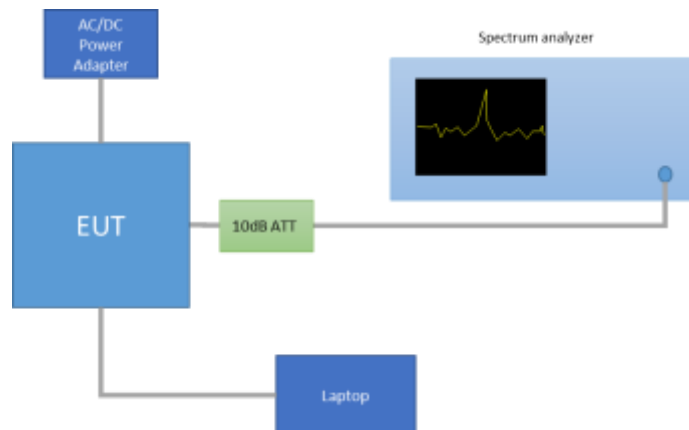 AC/DC
Power
Adapter
Spectrum analyzer
EUT
10dB ATT
Laptop